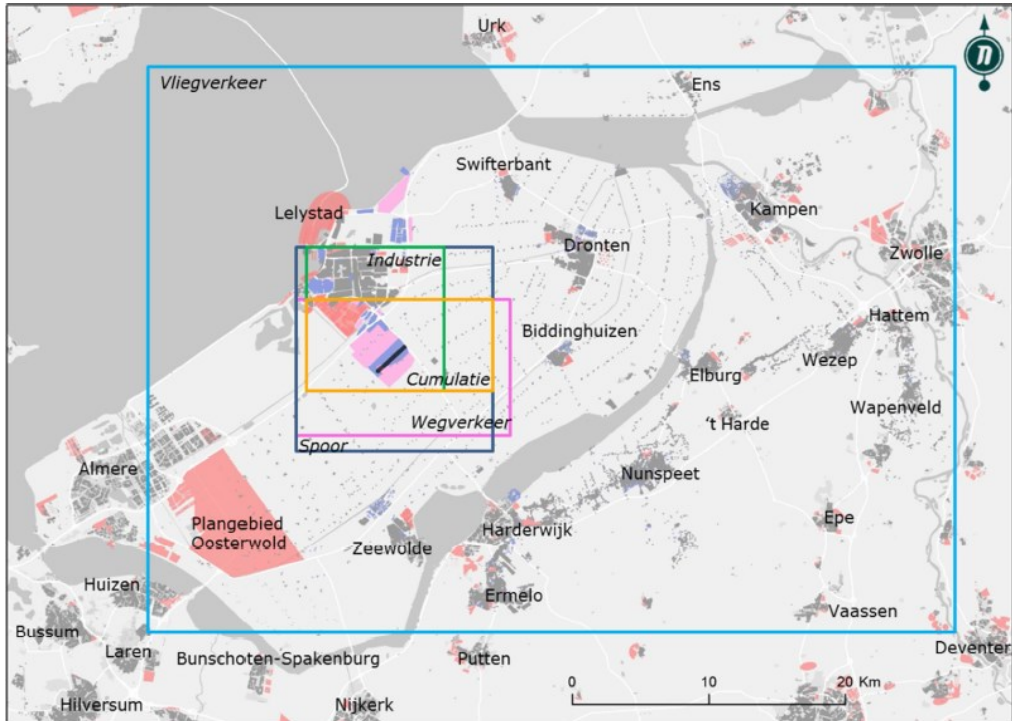 Urk
Vliegverkeer
Ens
n
Swifterbant
Lelystad
Kampen
Dronten
Zwolle
Industrie
Hattem
Biddinghuizen
Wezep
Elburg
Cumulatie
Wapenveld
't Harde
Wegverkeer
Spoor
Almere
Nunspeet
Plangebied
Oosterwold
Epe
Harderwijk
Zeewolde
Huizen
Ermelo
Vaassen
Bussum
Laren
Bunschoten-Spakenburg
Putten
Deventer
0 10 20 Km
Hilversum
Nijkerk